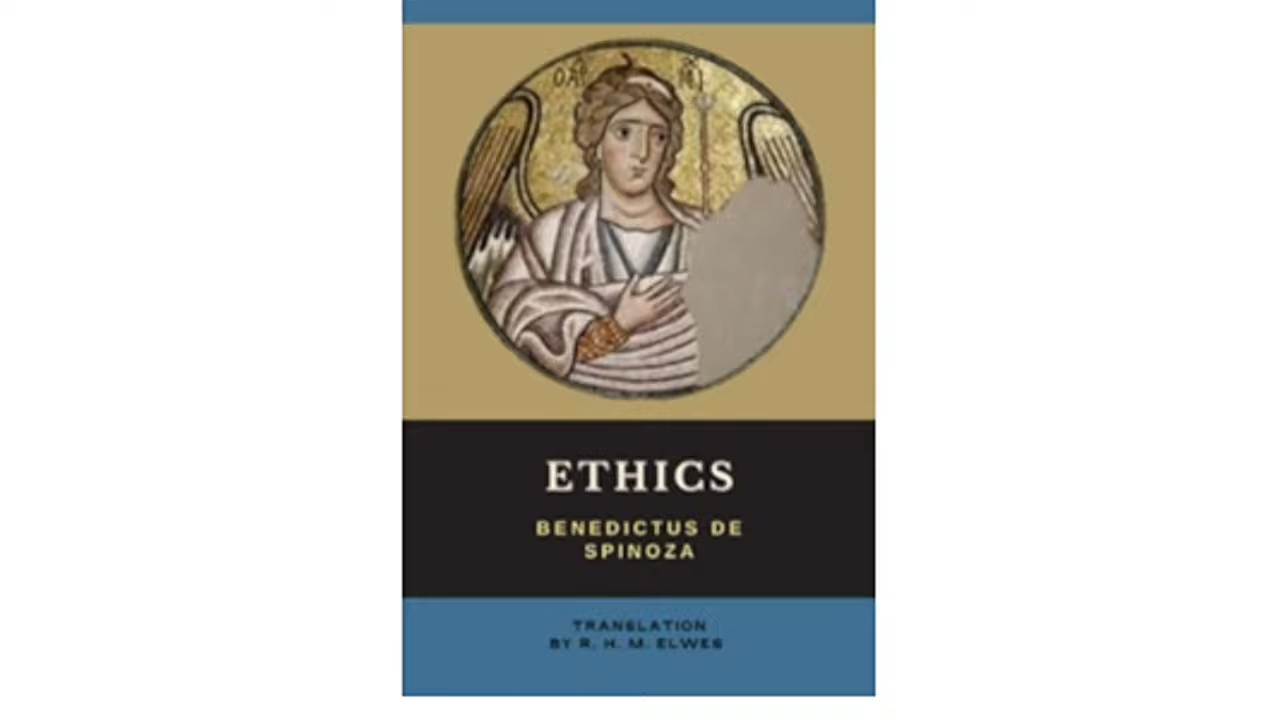 ETHICS
BENEDICTUS DE
SPINOZA
TRANSLATION
BY R. H. M. ELWES